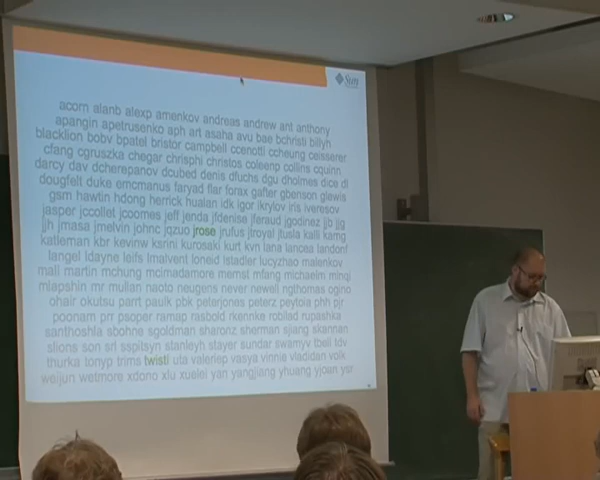 Sun
acorn alanb alexp amenkov andreas andrew ant anthony
apangin apetrusenko aph art asaha avu bae bchristi billyh
blacklion bobv bpatel bristor campbell ccenotti ccheung ceisserer
cfang cgruszka chegar chrisphi christos coleenp collins cquinn
darcy dav dcherepanov dcubed denis dfuchs dgu dholmes dice dl
dougfelt duke emcmanus faryad flar forax gafter gbenson glewis
gsm hawtin hdong herrick hualan idk igor ikrylov iris iveresov
jasper jccollet jcoomes jeff jenda jfdenise jferaud jgodinez jjb jjg
jjh jmasa jmelvin johnc jqzuo jrose jrufus jtroyal jtusla kalli kamg
katleman kbr kevinw ksrini kurosaki kurt kvn lana lancea landonf
langel ldayne leifs lmalvent loneid lstadler lucyzhao malenkov
mali martin mchung mcimadamore memst mfang michaelm mlnqi
mlapshin mr mullan naoto neugens never newell ngthomas ogino
ohair okutsu parrt paulk pbk peterjones peterz peytoia phh pjr
poonam prr psoper ramap rasbold rkennke robilad rupashka
santhoshla sbohne sgoldman sharonz sherman sjiang skannan
slions son srl sspitsyn stanleyh stayer sundar swamyv tbell tdv
thurka tonyp trims twisti uta valeriep vasya vinnie vladidan volk
weijun wetmore xdono xlu xuelei yan yangjiang yhuang yjoan ysr